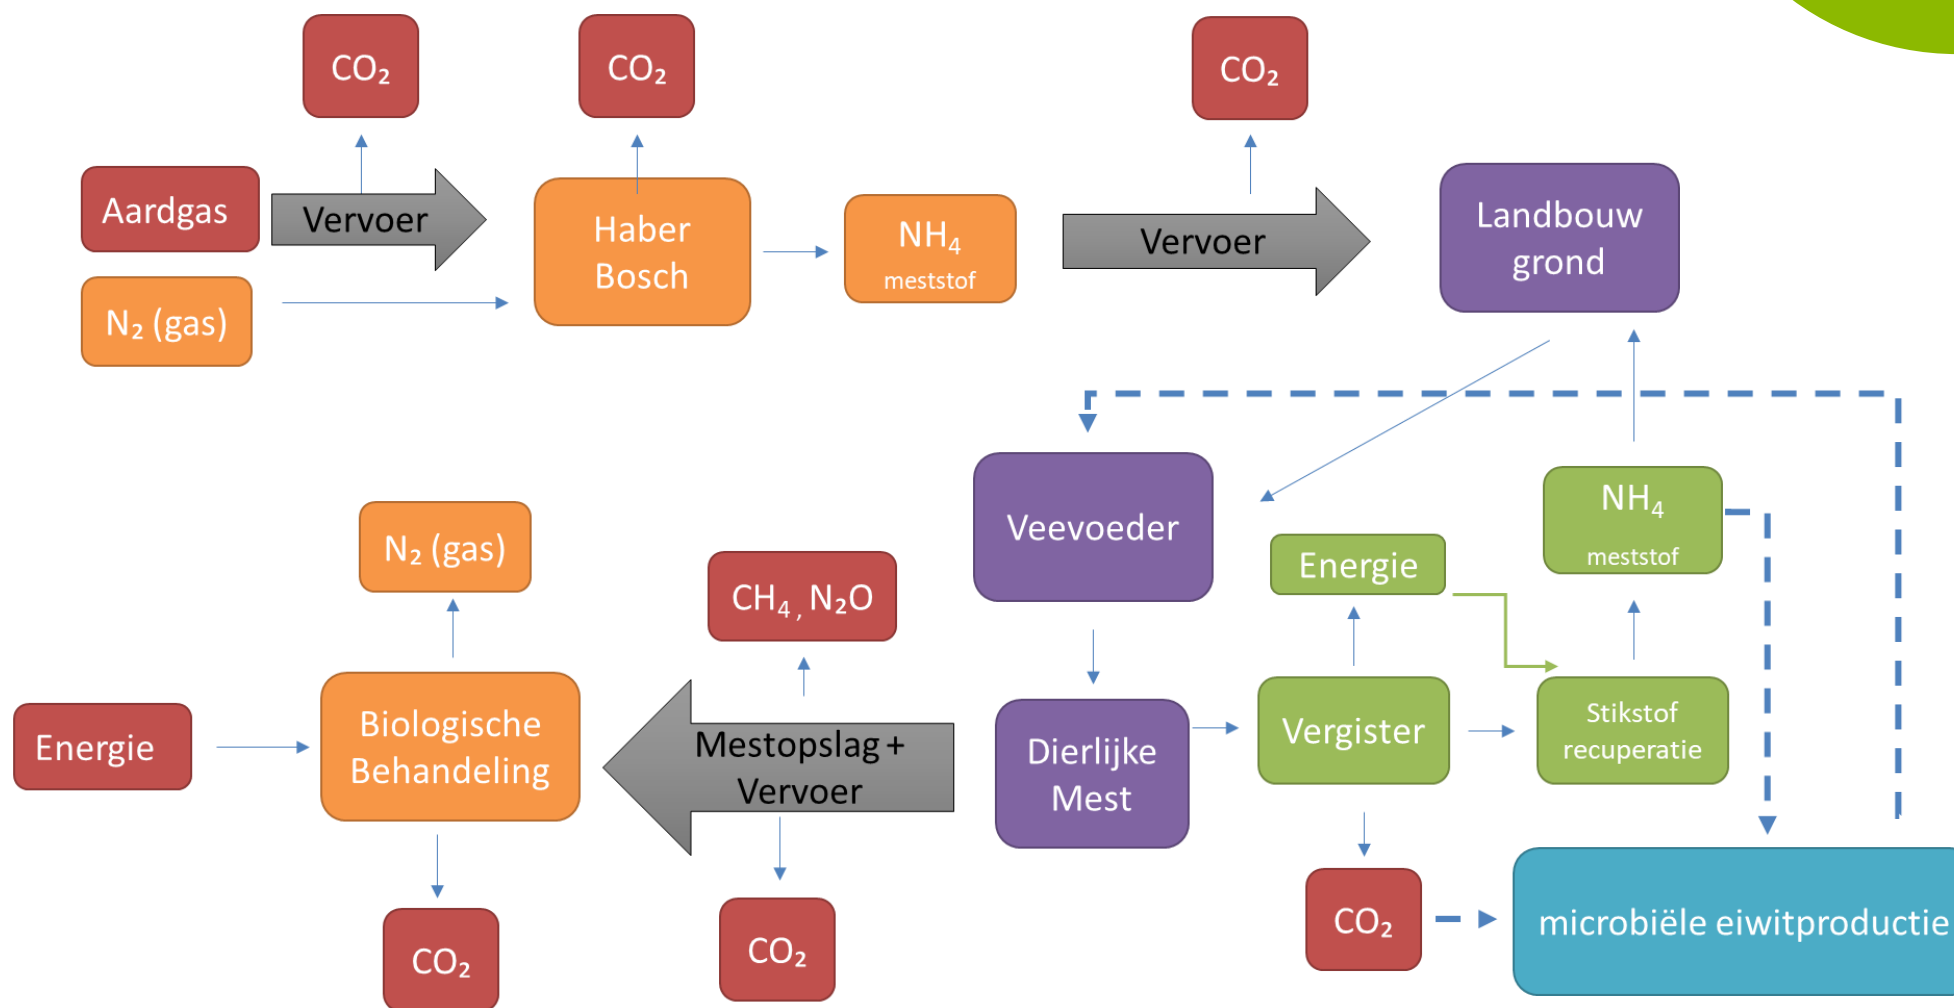 CO₂
CO₂
CO₂
Aardgas
Vervoer
Haber
Bosch
NH₄
meststof
Vervoer
Landbouw
grond
N₂ (gas)
Veevoeder
NH₄
meststof
N₂ (gas)
Energie
CH₄, N₂O
Energie
Biologische
Behandeling
Mestopslag +
Vervoer
Dierlijke
Mest
Vergister
Stikstof
recuperatie
CO₂
CO₂
CO₂
microbiële eiwitproductie